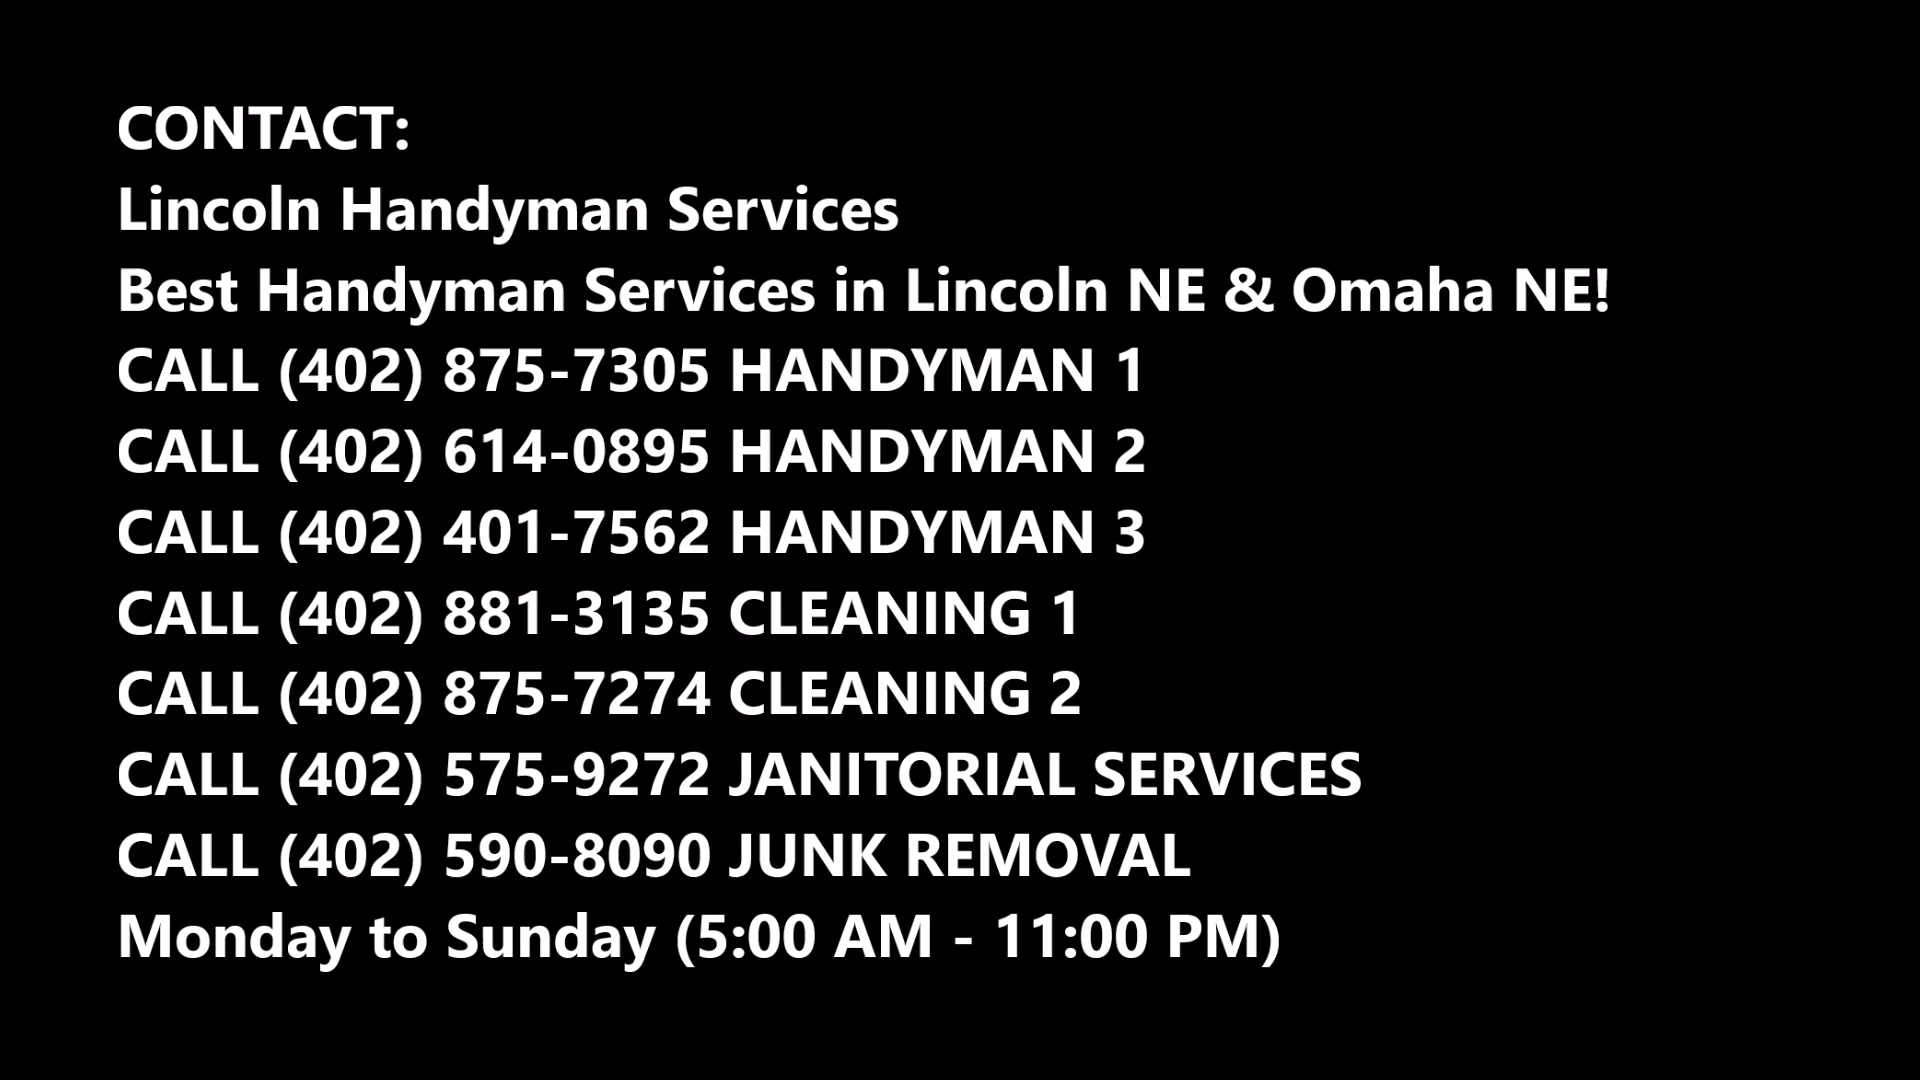 CONTACT:
Lincoln Handyman Services
Best Handyman Services in Lincoln NE & Omaha NE!
CALL (402) 875-7305 HANDYMAN 1
CALL (402) 614-0895 HANDYMAN 2
CALL (402) 401-7562 HANDYMAN 3
CALL (402) 881-3135 CLEANING 1
CALL (402) 875-7274 CLEANING 2
CALL (402) 575-9272 JANITORIAL SERVICES
CALL (402) 590-8090 JUNK REMOVAL
Monday to Sunday (5:00 AM - 11:00 PM)